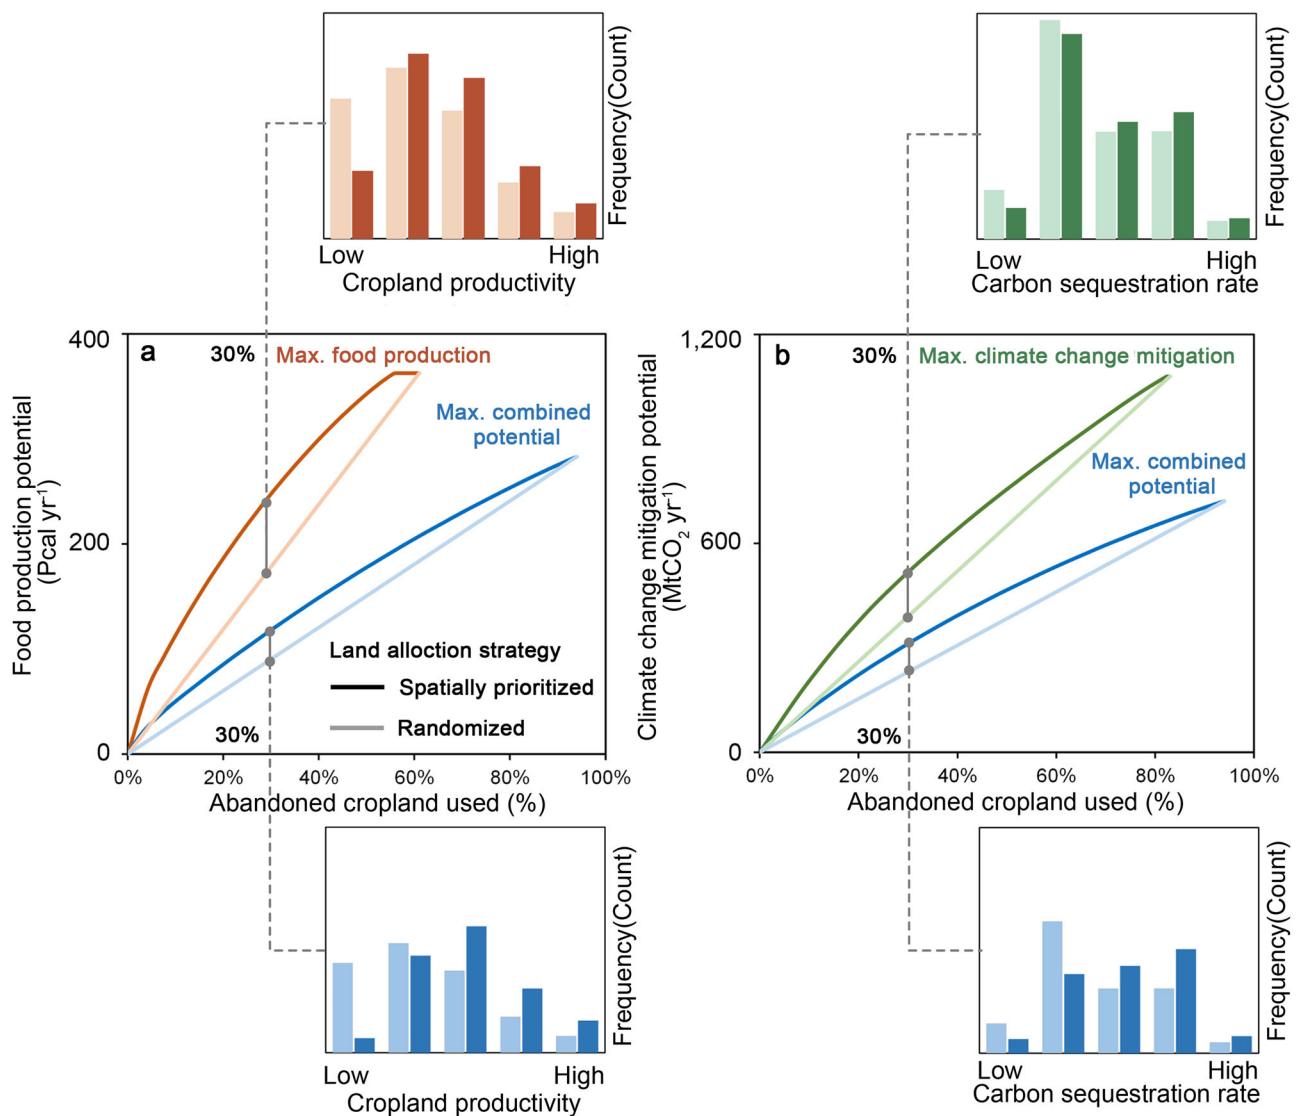 Frequency(Count)
Low High
Cropland productivity
Frequency(Count)
Low High
Carbon sequestration rate
a
30%
Max. food production
Max. combined
potential
Food production potential
(Pcal yr⁻¹)
400
200
0
Land alloction strategy
Spatially prioritized
Randomized
30%
0% 20% 40% 60% 80% 100%
Abandoned cropland used (%)
b
30%
Max. climate change mitigation
Max. combined
potential
Climate change mitigation potential
(MtCO₂ yr⁻¹)
1,200
600
0
30%
0% 20% 40% 60% 80% 100%
Abandoned cropland used (%)
Frequency(Count)
Low High
Cropland productivity
Frequency(Count)
Low High
Carbon sequestration rate